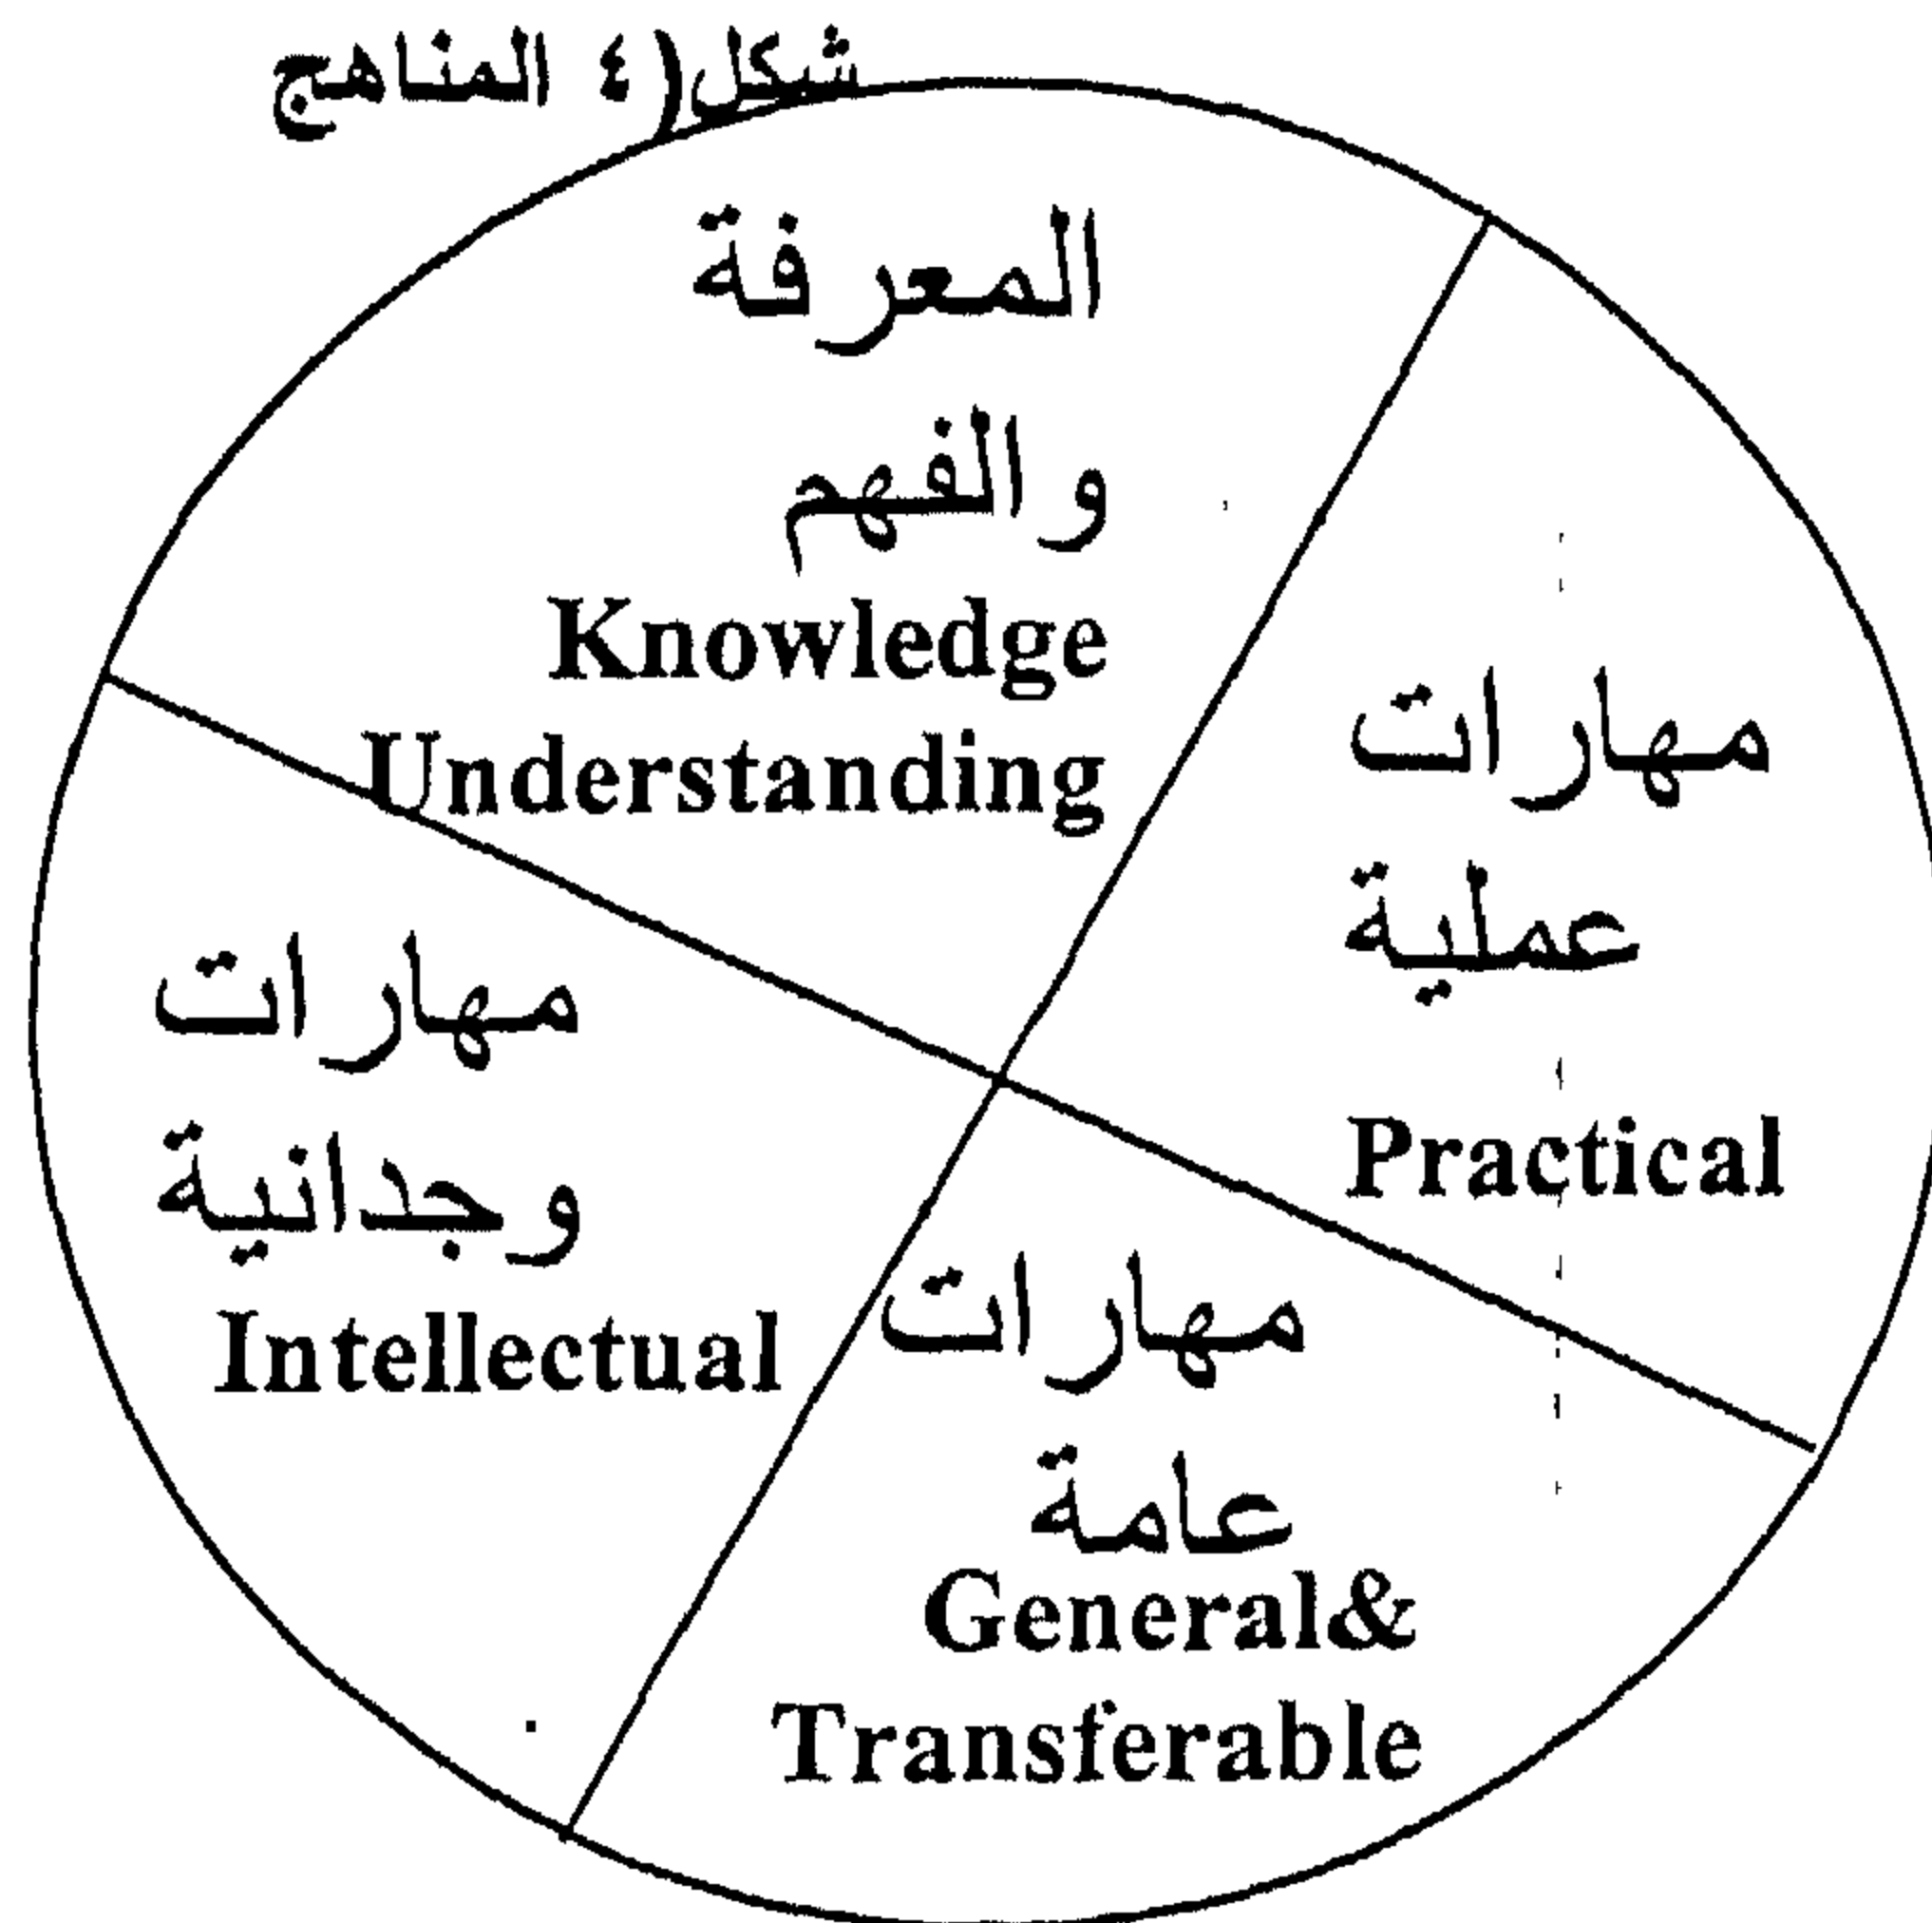 شكل(٤ المناهج
المعرفة
والفهم
Knowledge
Understanding
مهارات
عملية
Practical
مهارات
وجدانية
Intellectual
مهارات
عامة
General&
Transferable